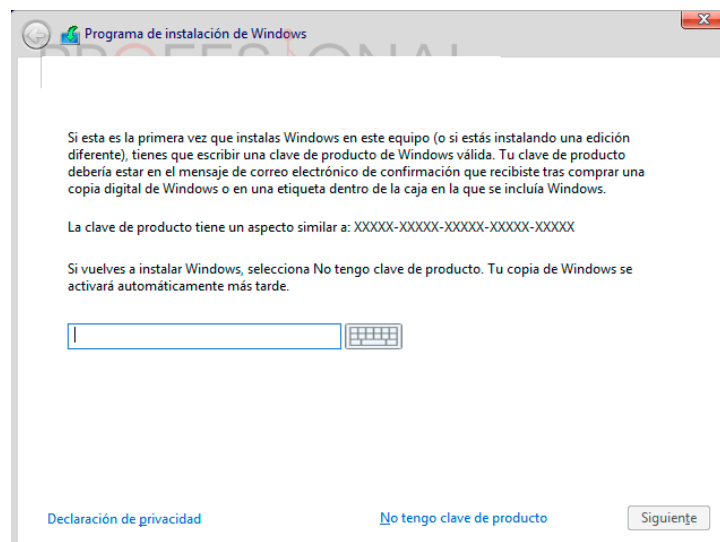 Programa de instalación de Windows
PROFESIONAL
Si esta es la primera vez que instalas Windows en este equipo (o si estás instalando una edición
diferente), tienes que escribir una clave de producto de Windows válida. Tu clave de producto
debería estar en el mensaje de correo electrónico de confirmación que recibiste tras comprar una
copia digital de Windows o en una etiqueta dentro de la caja en la que se incluía Windows.
La clave de producto tiene un aspecto similar a: XXXXX-XXXXX-XXXXX-XXXXX-XXXXX
Si vuelves a instalar Windows, selecciona No tengo clave de producto. Tu copia de Windows se
activará automáticamente más tarde.
Declaración de privacidad
No tengo clave de producto
Siguiente